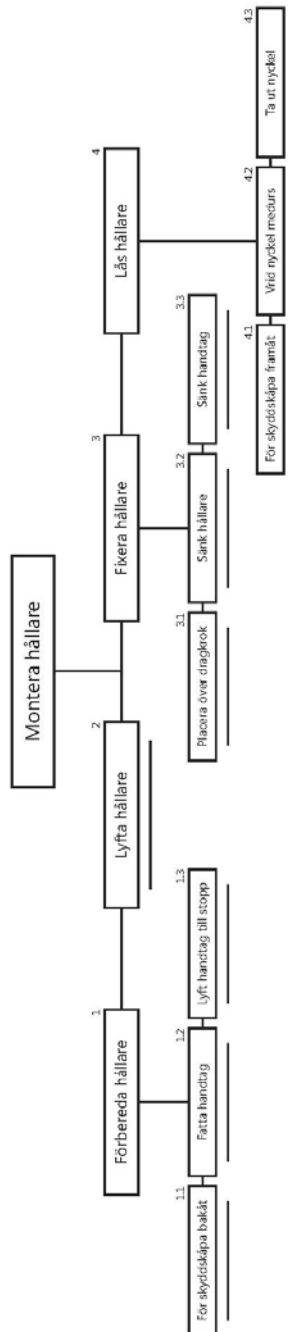 Montera hållare
1
Förbereda hållare
2
Lyfta hållare
3
Fixera hållare
4
Lås hållare
1.1
För skyddskåpa bakåt
1.2
Fatta handtag
1.3
Lyft handtag till stopp
3.1
Placera över dragkrok
3.2
Sänk hållare
3.3
Sänk handtag
4.1
För skyddskåpa framåt
4.2
Vrid nyckel medurs
4.3
Ta ut nyckel